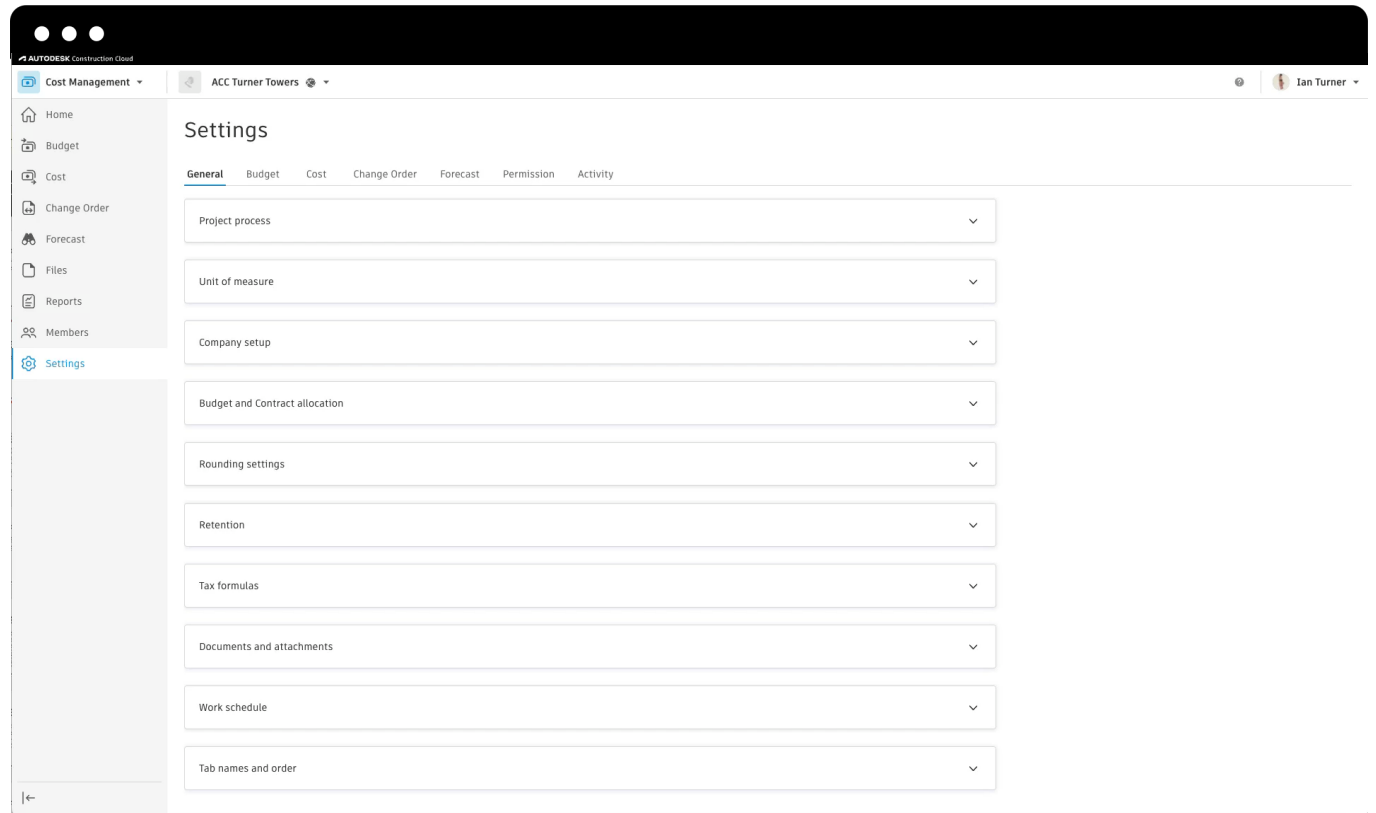 AUTODESK Construction Cloud
Cost Management
ACC Turner Towers
Ian Turner
Home
Budget
Cost
Change Order
Forecast
Files
Reports
Members
Settings
Settings
General Budget Cost Change Order Forecast Permission Activity
Project process
Unit of measure
Company setup
Budget and Contract allocation
Rounding settings
Retention
Tax formulas
Documents and attachments
Work schedule
Tab names and order